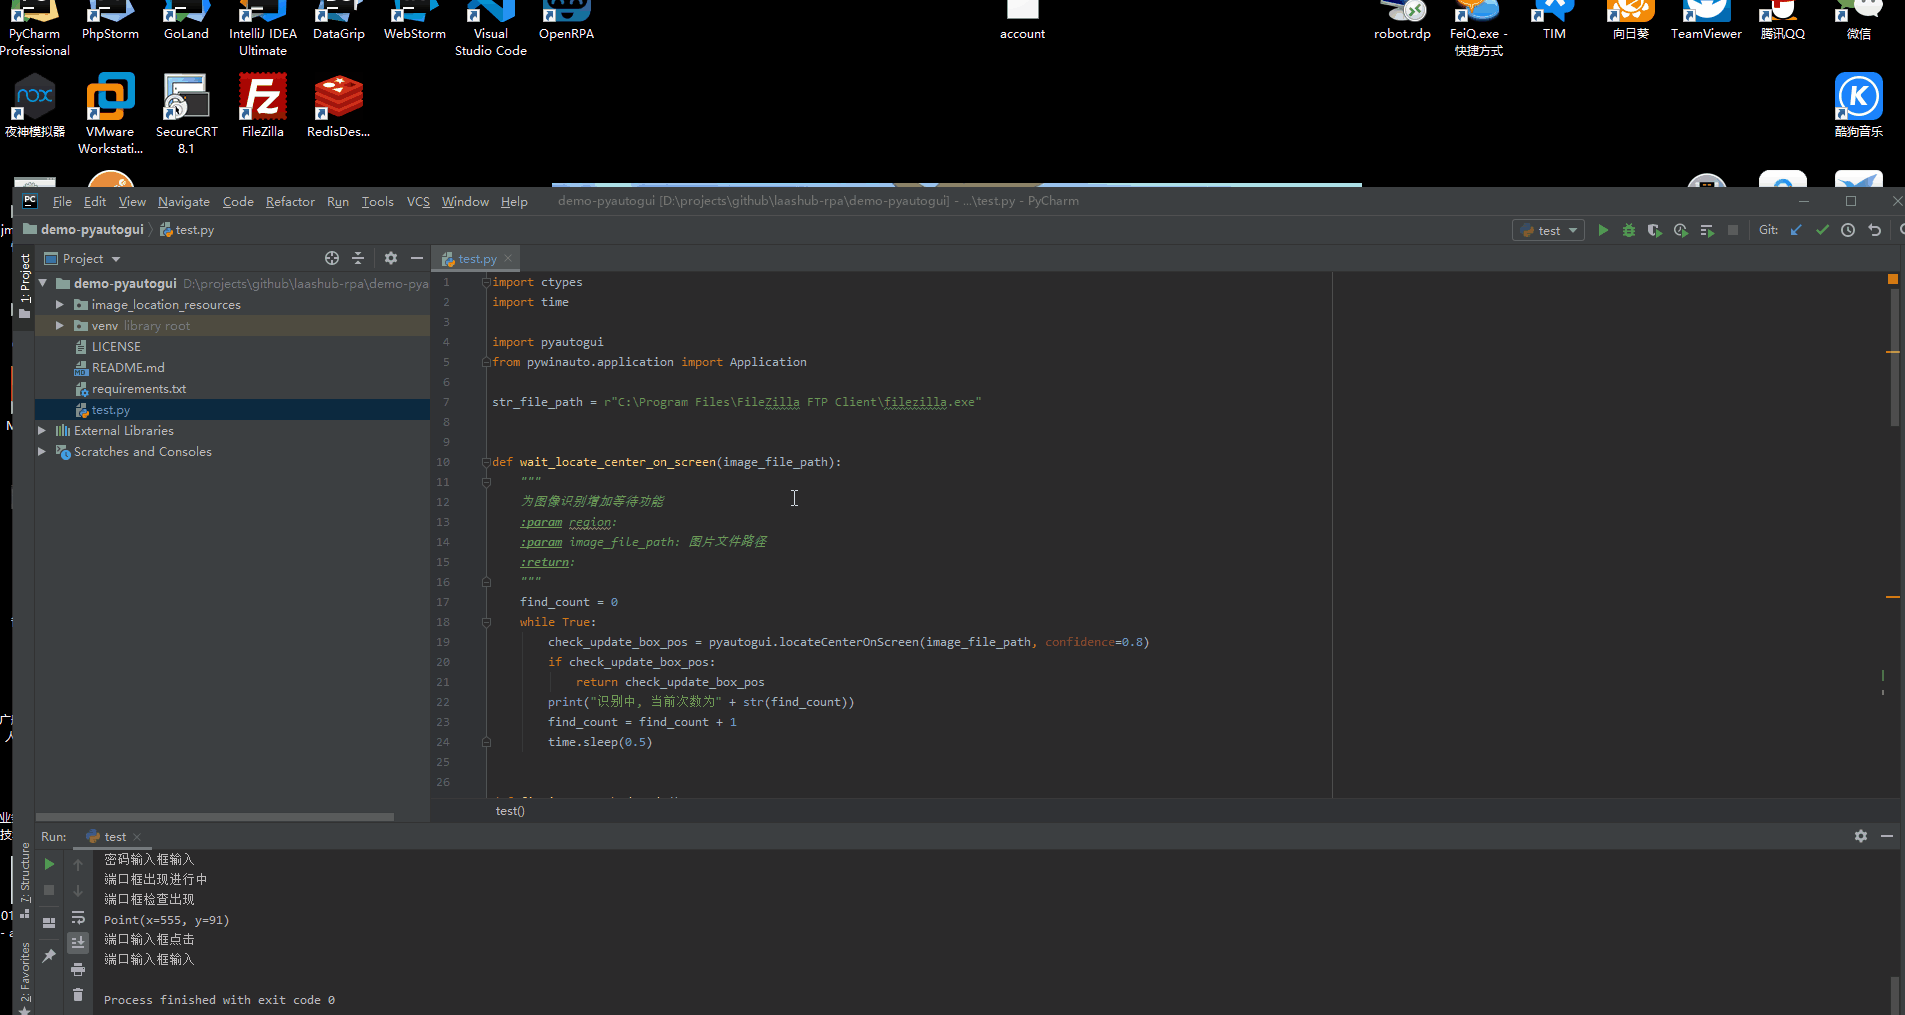 PyCharm Professional
PhpStorm
GoLand
IntelliJ IDEA Ultimate
DataGrip
WebStorm
Visual Studio Code
OpenRPA
account
robot.rdp
FeiQ.exe - 快捷方式
TIM
向日葵
TeamViewer
腾讯QQ
微信
夜神模拟器
VMware Workstati...
SecureCRT 8.1
FileZilla
RedisDes...
酷狗音乐
File Edit View Navigate Code Refactor Run Tools VCS Window Help demo-pyautogui [D:\projects\github\laashub-rpa\demo-pyautogui] - ...\test.py - PyCharm
demo-pyautogui test.py
test
Git:
1: Project
Project
test.py
demo-pyautogui D:\projects\github\laashub-rpa\demo-pya
image_location_resources
venv library root
LICENSE
README.md
requirements.txt
test.py
External Libraries
Scratches and Consoles
1 import ctypes
2 import time
3
4 import pyautogui
5 from pywinauto.application import Application
6
7 str_file_path = r"C:\Program Files\FileZilla FTP Client\filezilla.exe"
8
9
10 def wait_locate_center_on_screen(image_file_path):
11 """
12 为图像识别增加等待功能
13 :param region:
14 :param image_file_path: 图片文件路径
15 :return:
16 """
17 find_count = 0
18 while True:
19 check_update_box_pos = pyautogui.locateCenterOnScreen(image_file_path, confidence=0.8)
20 if check_update_box_pos:
21 return check_update_box_pos
22 print("识别中, 当前次数为" + str(find_count))
23 find_count = find_count + 1
24 time.sleep(0.5)
25
26
test()
Run: test
7: Structure
2: Favorites
密码输入框输入
端口框出现进行中
端口框检查出现
Point(x=555, y=91)
端口输入框点击
端口输入框输入
Process finished with exit code 0